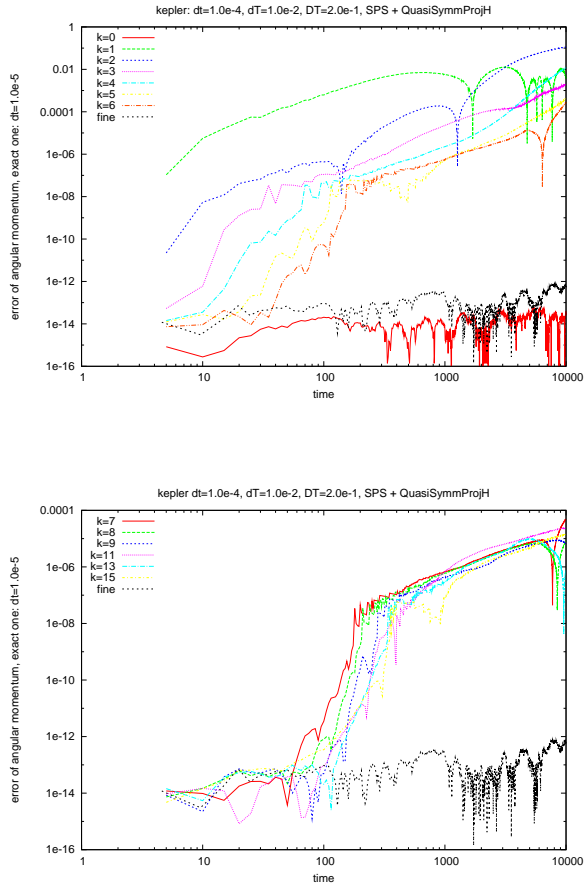 kepler: dt=1.0e-4, dT=1.0e-2, DT=2.0e-1, SPS + QuasiSymmProjH
error of angular momentum, exact one: dt=1.0e-5
1
0.01
0.0001
1e-06
1e-08
1e-10
1e-12
1e-14
1e-16
k=0
k=1
k=2
k=3
k=4
k=5
k=6
fine
1 10 100 1000 10000
time
kepler dt=1.0e-4, dT=1.0e-2, DT=2.0e-1, SPS + QuasiSymmProjH
error of angular momentum, exact one: dt=1.0e-5
0.0001
1e-06
1e-08
1e-10
1e-12
1e-14
1e-16
k=7
k=8
k=9
k=11
k=13
k=15
fine
1 10 100 1000 10000
time